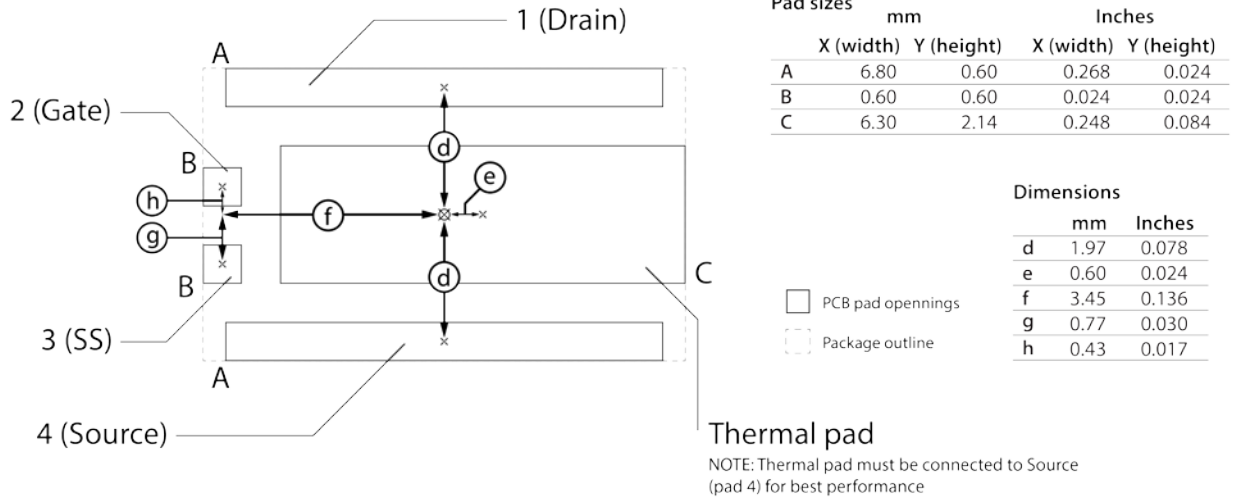 1 (Drain)
A
2 (Gate)
B
d
e
h
f
g
d
B
C
3 (SS)
A
4 (Source)
Thermal pad
NOTE: Thermal pad must be connected to Source
(pad 4) for best performance
Pad sizes
mm Inches
X (width) Y (height) X (width) Y (height)
A 6.80 0.60 0.268 0.024
B 0.60 0.60 0.024 0.024
C 6.30 2.14 0.248 0.084
Dimensions
mm Inches
d 1.97 0.078
e 0.60 0.024
f 3.45 0.136
g 0.77 0.030
h 0.43 0.017
PCB pad opennings
Package outline